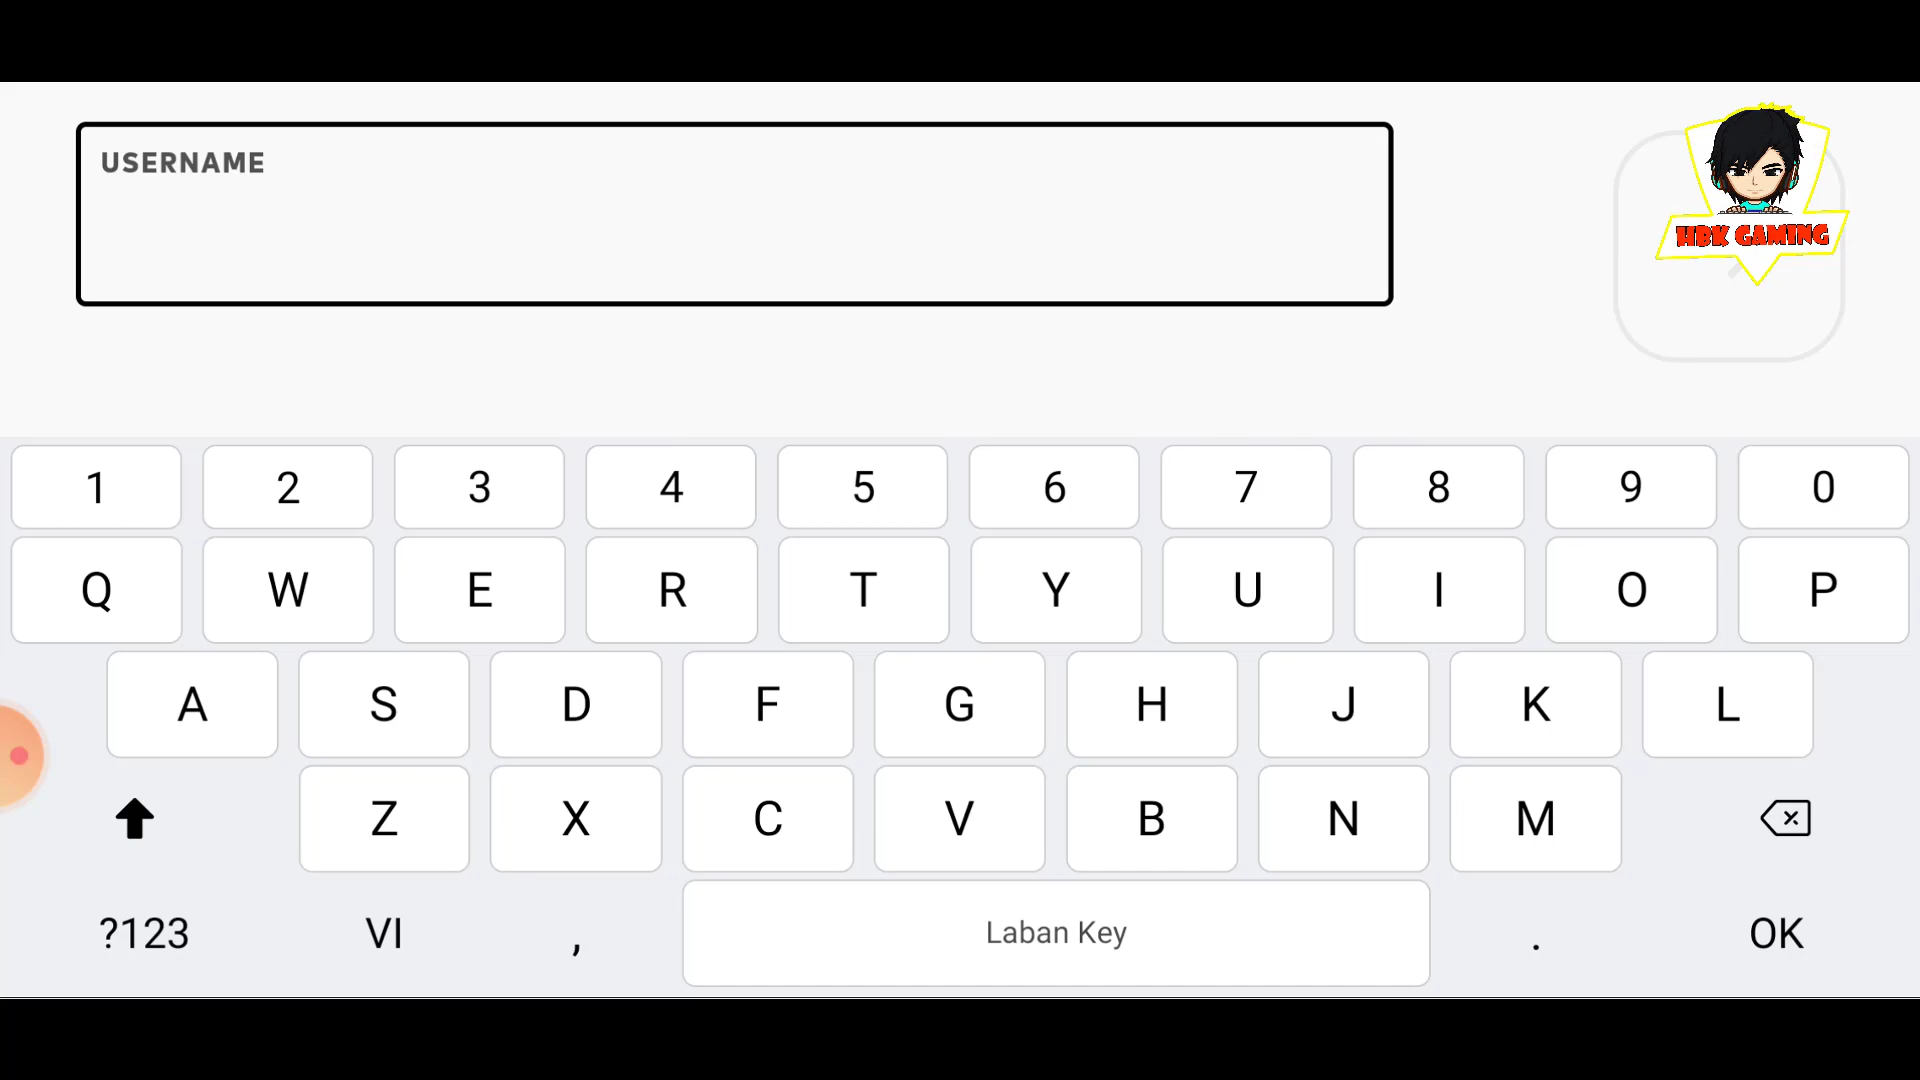 USERNAME
HBK GAMING
1 2 3 4 5 6 7 8 9 0
Q W E R T Y U I O P
A S D F G H J K L
Z X C V B N M
?123 VI , Laban Key . OK